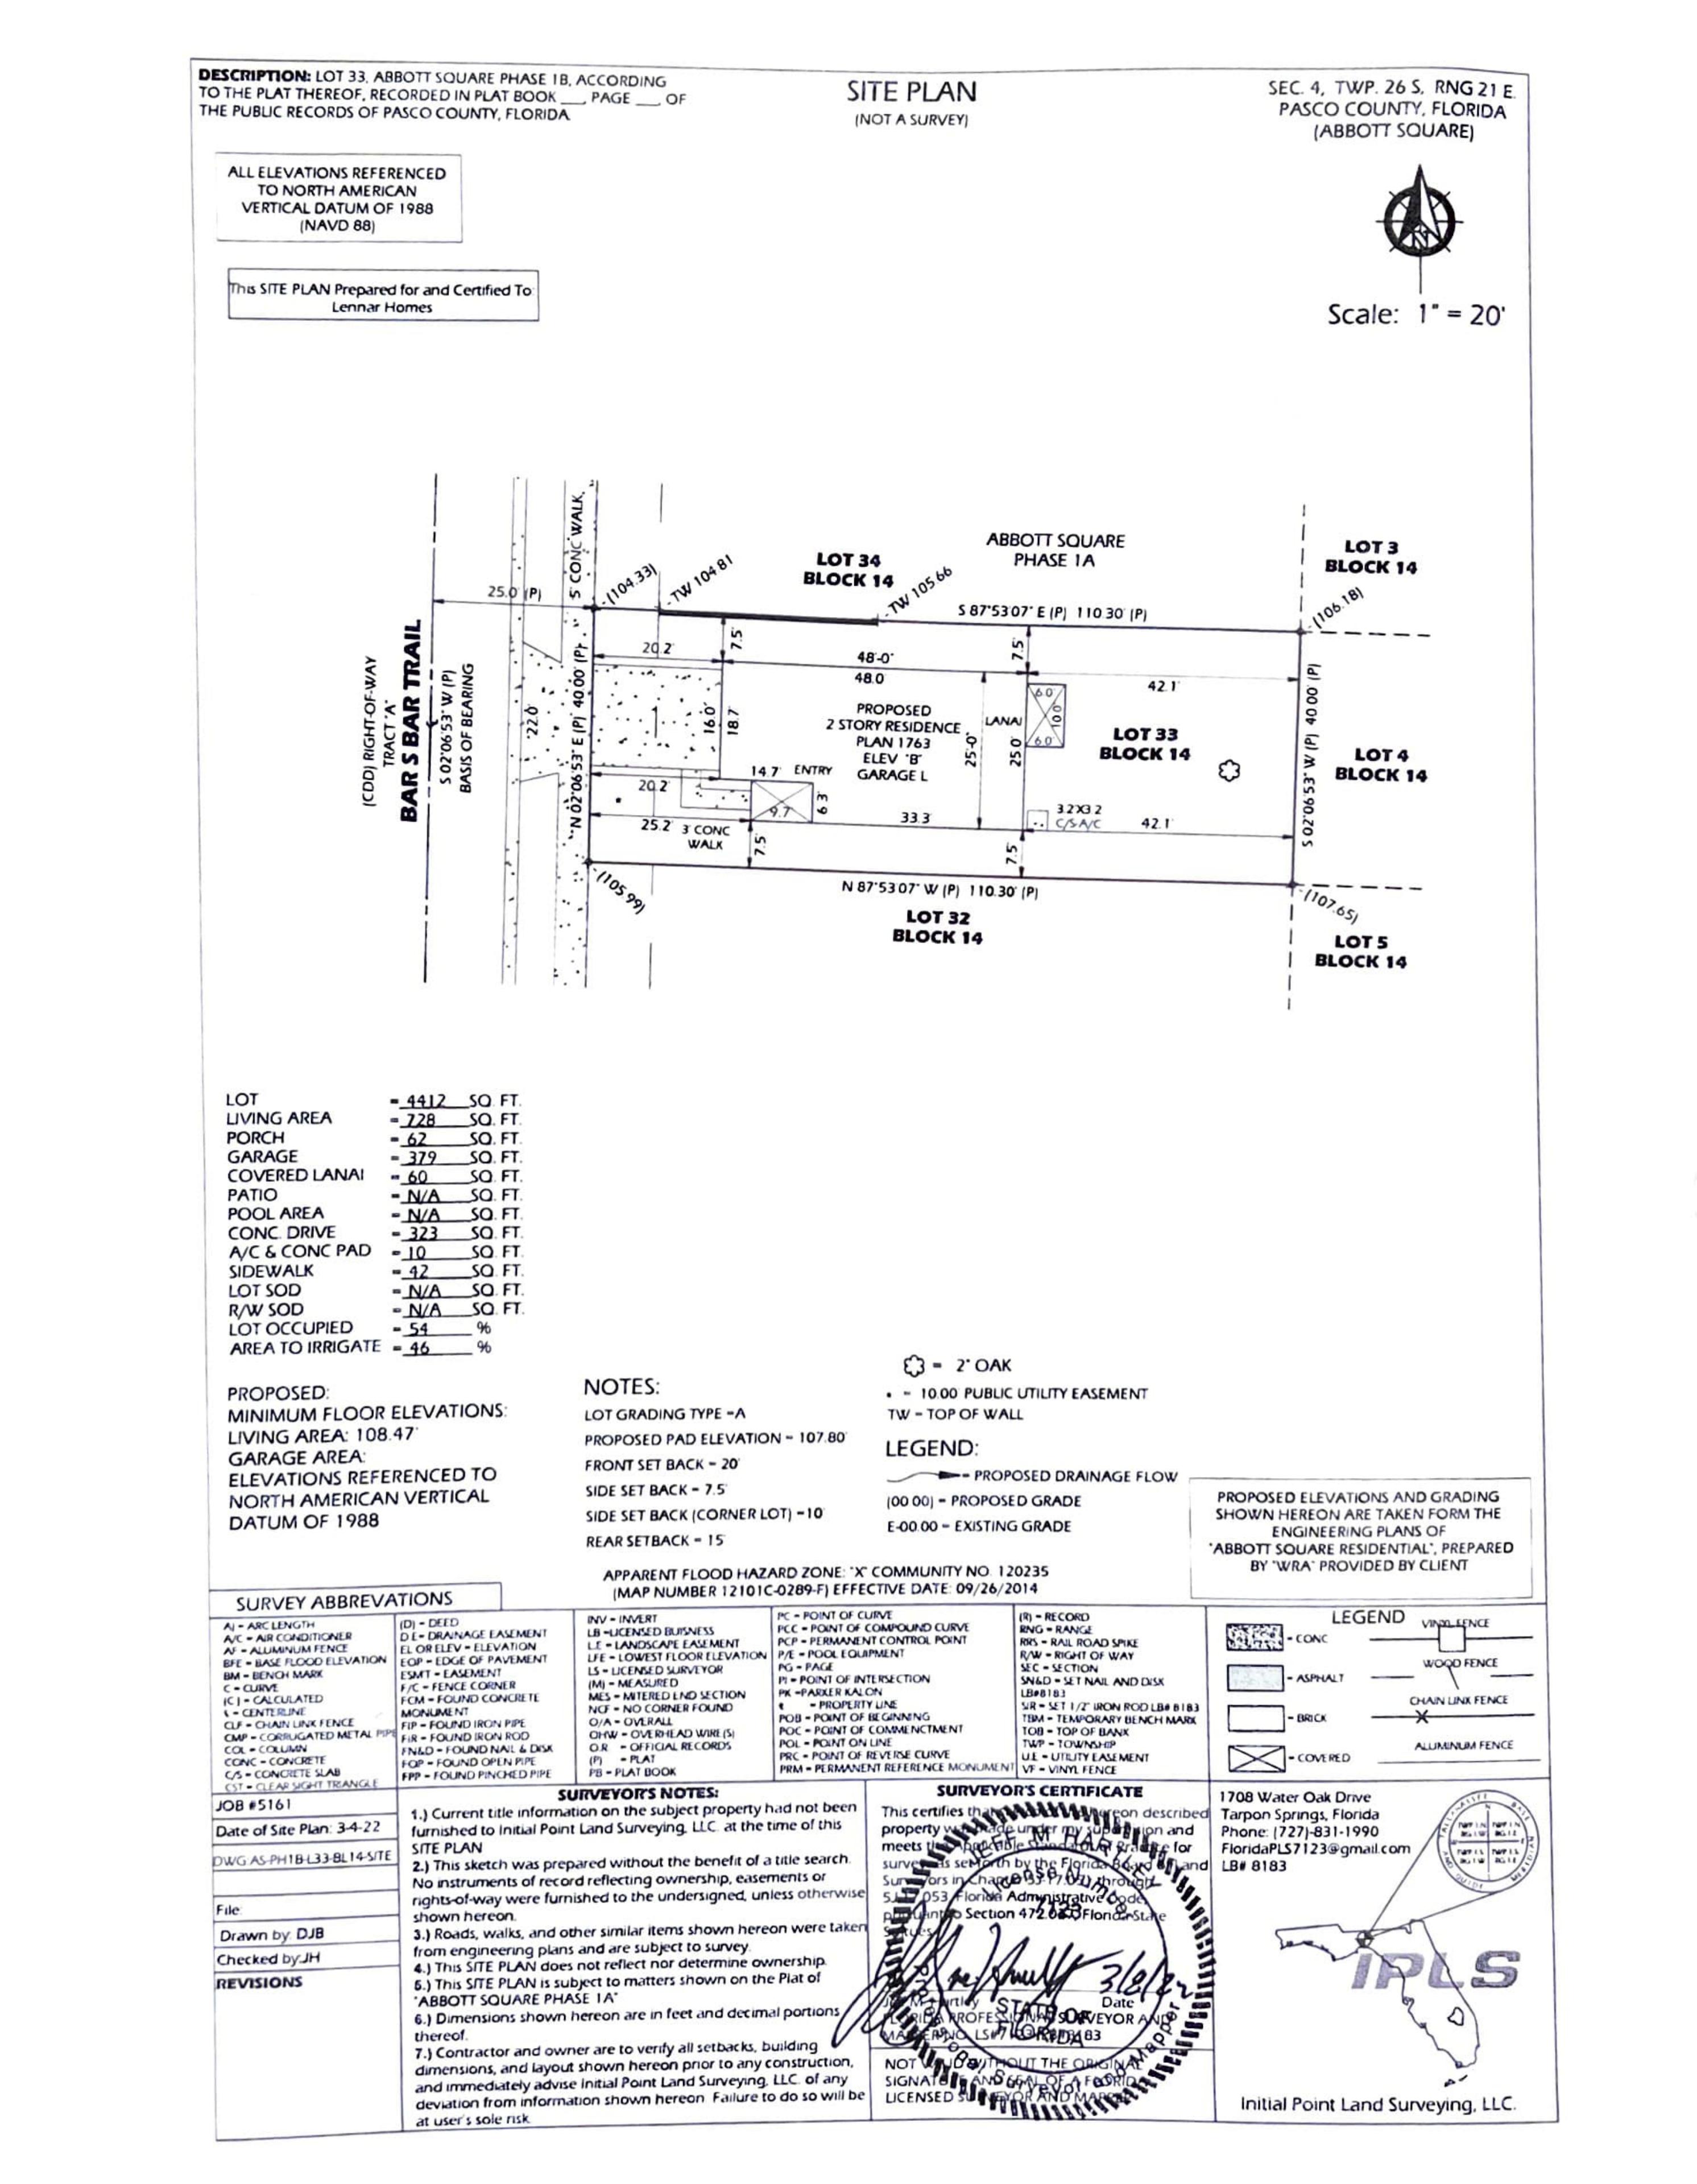 DESCRIPTION: LOT 33, ABBOTT SQUARE PHASE 1B, ACCORDING
TO THE PLAT THEREOF, RECORDED IN PLAT BOOK ___, PAGE ___ OF
THE PUBLIC RECORDS OF PASCO COUNTY, FLORIDA
SITE PLAN
(NOT A SURVEY)
SEC. 4, TWP. 26 S, RNG 21 E.
PASCO COUNTY, FLORIDA
(ABBOTT SQUARE)
ALL ELEVATIONS REFERENCED
TO NORTH AMERICAN
VERTICAL DATUM OF 1988
(NAVD 88)
This SITE PLAN Prepared for and Certified To:
Lennar Homes
N
Scale: 1" = 20'
ABBOTT SQUARE
PHASE 1A
LOT 34
BLOCK 14
LOT 3
BLOCK 14
5' CONC WALK
25.0' (P)
(104.33)
TW 104.81
TW 105.66
S 87°53'07" E (P) 110.30' (P)
(106.18)
(CDD) RIGHT-OF-WAY
TRACT "A"
BAR S BAR TRAIL
S 02°06'53" W (P)
BASIS OF BEARING
22.0'
N 02°06'53" E (P) 40.00' (P)
20.2'
7.5'
48'-0"
48.0
7.5'
42.1'
16.0'
18.7'
PROPOSED
2 STORY RESIDENCE
PLAN 1763
ELEV "B"
GARAGE L
25'-0"
LANAI
25.0'
6.0'
10.0'
6.0'
LOT 33
BLOCK 14
S 02°06'53" W (P) 40.00' (P)
LOT 4
BLOCK 14
14.7' ENTRY
20.2'
9.7'
6.3'
33.3'
3.2X3.2
C/S A/C
42.1'
25.2'
3' CONC
WALK
7.5'
7.5'
(105.99)
N 87°53'07" W (P) 110.30' (P)
(107.65)
LOT 32
BLOCK 14
LOT 5
BLOCK 14
LOT = 4412 SQ. FT.
LIVING AREA = 728 SQ. FT.
PORCH = 62 SQ. FT.
GARAGE = 379 SQ. FT.
COVERED LANAI = 60 SQ. FT.
PATIO = N/A SQ. FT.
POOL AREA = N/A SQ. FT.
CONC. DRIVE = 323 SQ. FT.
A/C & CONC PAD = 10 SQ. FT.
SIDEWALK = 42 SQ. FT.
LOT SOD = N/A SQ. FT.
R/W SOD = N/A SQ. FT.
LOT OCCUPIED = 54 %
AREA TO IRRIGATE = 46 %
PROPOSED:
MINIMUM FLOOR ELEVATIONS:
LIVING AREA: 108.47'
GARAGE AREA:
ELEVATIONS REFERENCED TO
NORTH AMERICAN VERTICAL
DATUM OF 1988
NOTES:
LOT GRADING TYPE =A
PROPOSED PAD ELEVATION = 107.80'
FRONT SET BACK = 20'
SIDE SET BACK = 7.5'
SIDE SET BACK (CORNER LOT) =10'
REAR SETBACK = 15'
= 2" OAK
• = 10.00 PUBLIC UTILITY EASEMENT
TW = TOP OF WALL
LEGEND:
= PROPOSED DRAINAGE FLOW
(00.00) = PROPOSED GRADE
E-00.00 = EXISTING GRADE
PROPOSED ELEVATIONS AND GRADING
SHOWN HEREON ARE TAKEN FORM THE
ENGINEERING PLANS OF
"ABBOTT SQUARE RESIDENTIAL", PREPARED
BY "WRA" PROVIDED BY CLIENT
APPARENT FLOOD HAZARD ZONE: "X" COMMUNITY NO. 120235
(MAP NUMBER 12101C-0289-F) EFFECTIVE DATE: 09/26/2014
SURVEY ABBREVATIONS
A) = ARC LENGTH
A/C = AIR CONDITIONER
AF = ALUMINUM FENCE
BFE = BASE FLOOD ELEVATION
BM = BENCH MARK
C = CURVE
(C) = CALCULATED
= CENTERLINE
CLF = CHAIN LINK FENCE
CMP = CORRUGATED METAL PIPE
COL = COLUMN
CONC = CONCRETE
C/S = CONCRETE SLAB
CST = CLEAR SIGHT TRIANGLE
(D) = DEED
D.E = DRAINAGE EASEMENT
EL OR ELEV = ELEVATION
EOP = EDGE OF PAVEMENT
ESMT = EASEMENT
F/C = FENCE CORNER
FCM = FOUND CONCRETE
MONUMENT
FIP = FOUND IRON PIPE
FIR = FOUND IRON ROD
FN&D = FOUND NAIL & DISK
FOP = FOUND OPEN PIPE
FPP = FOUND PINCHED PIPE
INV = INVERT
LB =LICENSED BUISNESS
L.E = LANDSCAPE EASEMENT
LFE = LOWEST FLOOR ELEVATION
LS = LICENSED SURVEYOR
(M) = MEASURED
MES = MITERED END SECTION
NCF = NO CORNER FOUND
O/A = OVERALL
OHW = OVERHEAD WIRE (S)
O.R = OFFICIAL RECORDS
(P) = PLAT
PB = PLAT BOOK
PC = POINT OF CURVE
PCC = POINT OF COMPOUND CURVE
PCP = PERMANENT CONTROL POINT
P/E = POOL EQUIPMENT
PG = PAGE
PI = POINT OF INTERSECTION
PK =PARKER KALON
= PROPERTY LINE
POB = POINT OF BEGINNING
POC = POINT OF COMMENCTMENT
POL = POINT ON LINE
PRC = POINT OF REVERSE CURVE
PRM = PERMANENT REFERENCE MONUMENT
(R) = RECORD
RNG = RANGE
RRS = RAIL ROAD SPIKE
R/W = RIGHT OF WAY
SEC = SECTION
SN&D = SET NAIL AND DISK
LB#8183
SIR = SET 1/2" IRON ROD LB# 8183
TBM = TEMPORARY BENCH MARK
TOB = TOP OF BANK
TWP = TOWNSHIP
U.E = UTILITY EASEMENT
VF = VINYL FENCE
LEGEND
= CONC
= ASPHALT
= BRICK
= COVERED
VINYL FENCE
WOOD FENCE
CHAIN LINK FENCE
ALUMINUM FENCE
JOB #5161
Date of Site Plan: 3-4-22
DWG AS-PH1B-L33-BL14-SITE
File:
Drawn by: DJB
Checked by:JH
REVISIONS
SURVEYOR'S NOTES:
1.) Current title information on the subject property had not been
furnished to Initial Point Land Surveying, LLC. at the time of this
SITE PLAN
2.) This sketch was prepared without the benefit of a title search.
No instruments of record reflecting ownership, easements or
rights-of-way were furnished to the undersigned, unless otherwise
shown hereon.
3.) Roads, walks, and other similar items shown hereon were taken
from engineering plans and are subject to survey.
4.) This SITE PLAN does not reflect nor determine ownership.
5.) This SITE PLAN is subject to matters shown on the Plat of
"ABBOTT SQUARE PHASE 1A"
6.) Dimensions shown hereon are in feet and decimal portions
thereof.
7.) Contractor and owner are to verify all setbacks, building
dimensions, and layout shown hereon prior to any construction,
and immediately advise Initial Point Land Surveying, LLC. of any
deviation from information shown hereon. Failure to do so will be
at user's sole risk.
SURVEYOR'S CERTIFICATE
This certifies that hereon described
property under my supervision and
meets the Applicable for
by the Florida Board of Land
through
Florida Administrative Code,
Section 472 Florida State
3/8/22
Date
NOT VALID WITHOUT THE ORIGINAL
SIGNATURE AND SEAL OF A FLORIDA
LICENSED SURVEYOR AND MAPPER
License Number
7123
STATE OF
FLORIDA
Professional Surveyor and Mapper
1708 Water Oak Drive
Tarpon Springs, Florida
Phone: (727)-831-1990
FloridaPLS7123@gmail.com
LB# 8183
IPLS
Initial Point Land Surveying, LLC.